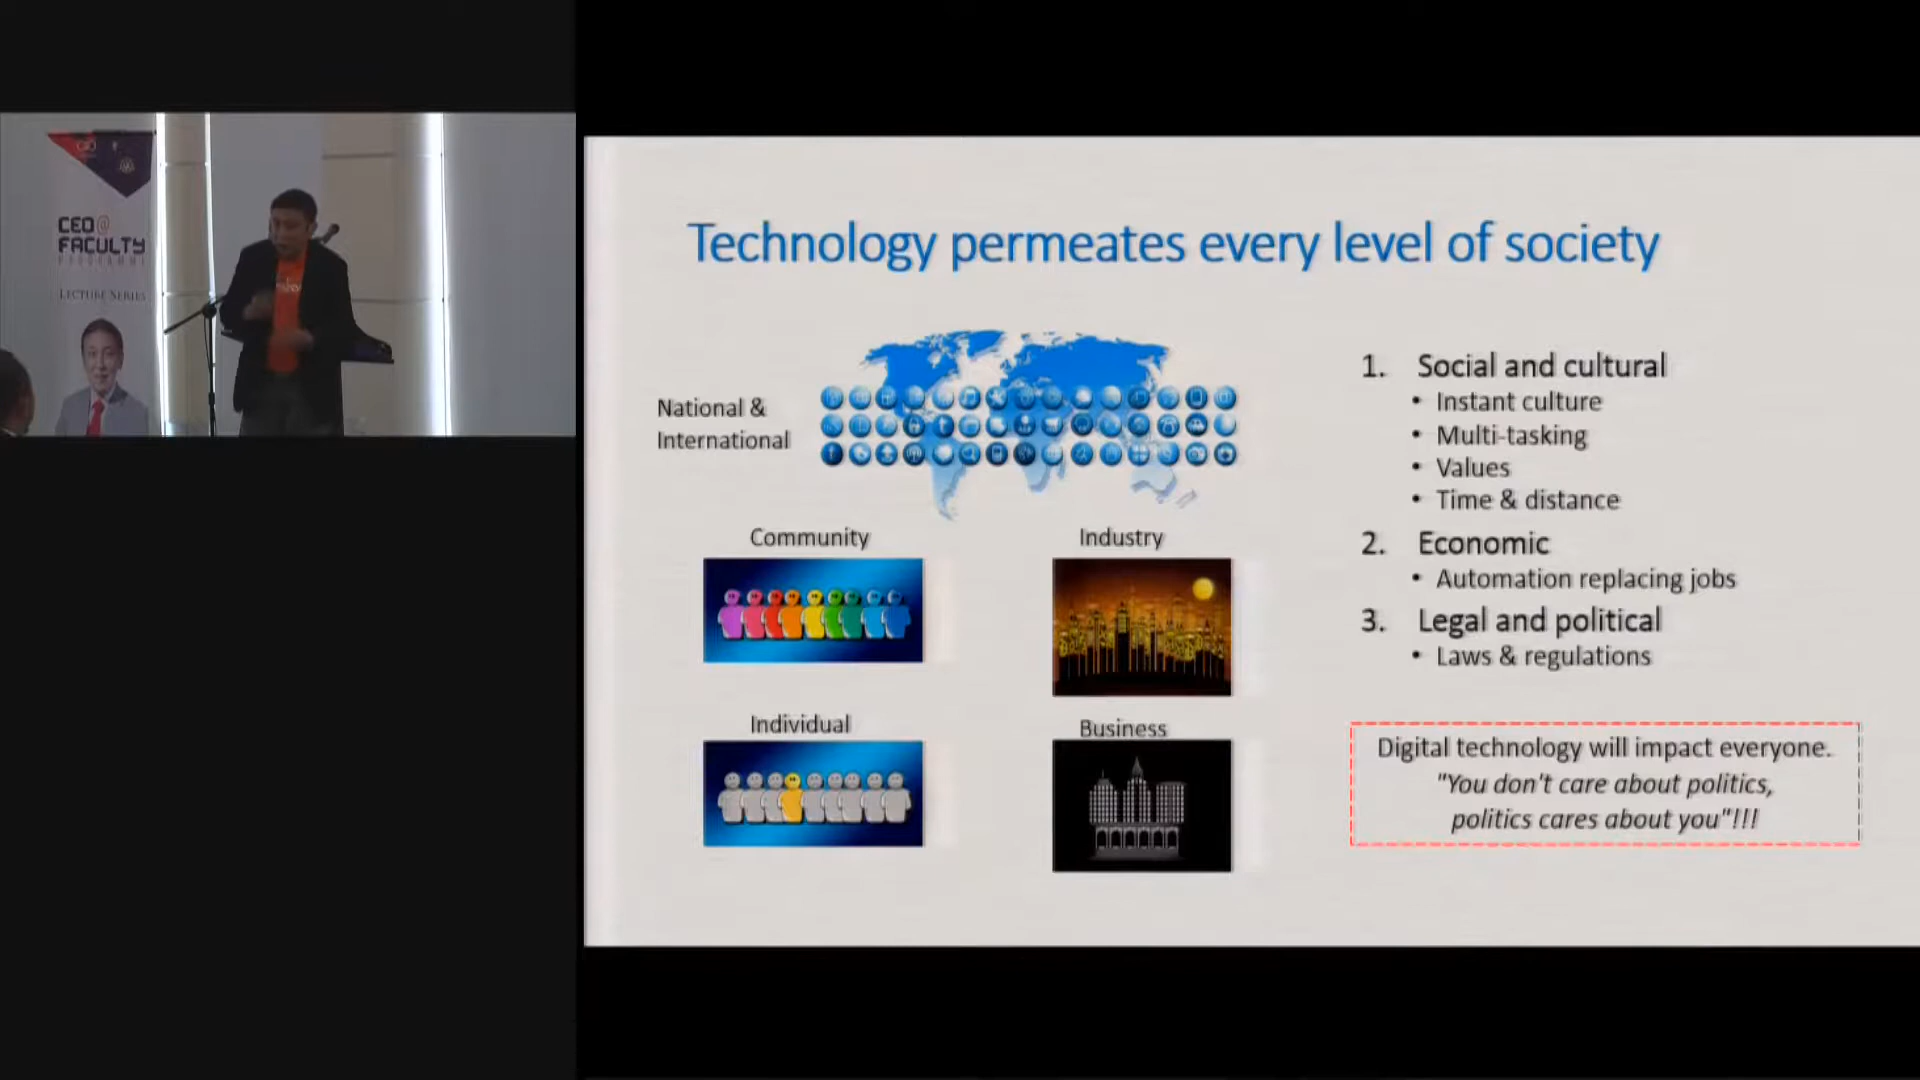 CEO@
FACULTY
PROGRAMME
LECTURE SERIES
Technology permeates every level of society
National &
International
Community
Industry
Individual
Business
1. Social and cultural
• Instant culture
• Multi-tasking
• Values
• Time & distance
2. Economic
• Automation replacing jobs
3. Legal and political
• Laws & regulations
Digital technology will impact everyone.
"You don't care about politics,
politics cares about you"!!!